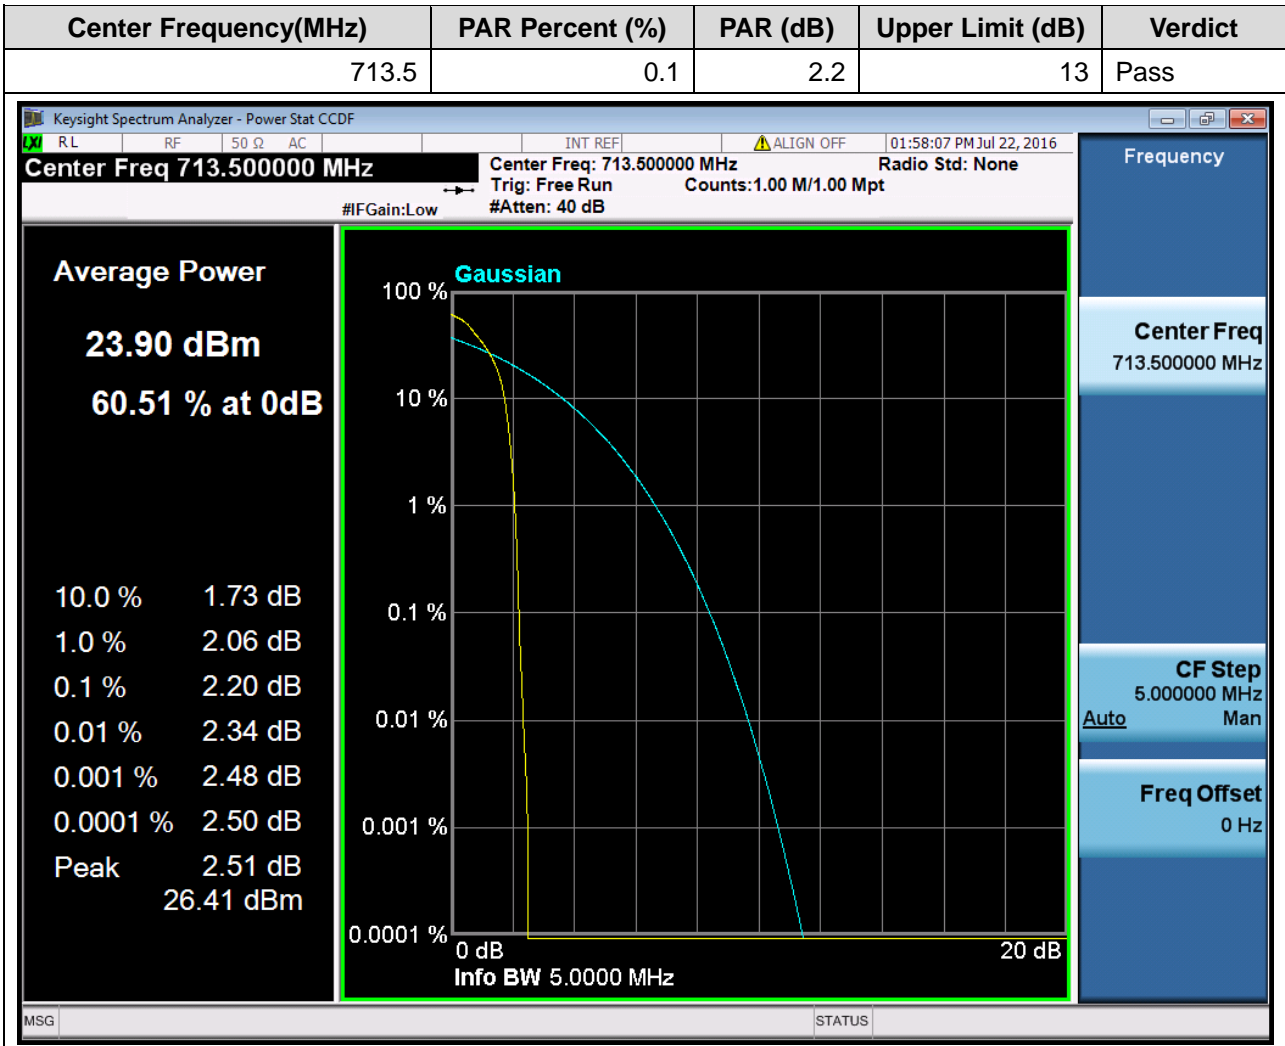 Center Frequency(MHz) PAR Percent (%) PAR (dB) Upper Limit (dB) Verdict
713.5 0.1 2.2 13 Pass
Keysight Spectrum Analyzer - Power Stat CCDF
LXI RL RF 50 Ω AC INT REF ALIGN OFF 01:58:07 PM Jul 22, 2016
Center Freq 713.500000 MHz
#IFGain:Low
Center Freq: 713.500000 MHz Radio Std: None
Trig: Free Run Counts:1.00 M/1.00 Mpt
#Atten: 40 dB
Average Power
23.90 dBm
60.51 % at 0dB
10.0 % 1.73 dB
1.0 % 2.06 dB
0.1 % 2.20 dB
0.01 % 2.34 dB
0.001 % 2.48 dB
0.0001 % 2.50 dB
Peak 2.51 dB
26.41 dBm
Gaussian
100 %
10 %
1 %
0.1 %
0.01 %
0.001 %
0.0001 %
0 dB 20 dB
Info BW 5.0000 MHz
Frequency
Center Freq
713.500000 MHz
CF Step
5.000000 MHz
Auto Man
Freq Offset
0 Hz
MSG STATUS